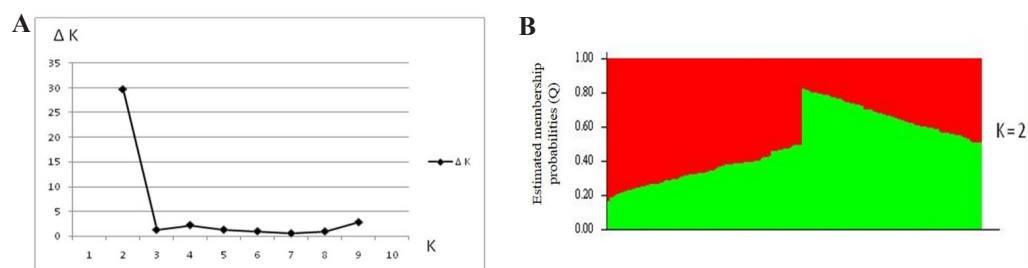 A
Δ K
35
30
25
20
15
10
5
0
1 2 3 4 5 6 7 8 9 10
K
Δ K
B
Estimated membership
probabilities (Q)
1.00
0.80
0.60
0.40
0.20
0.00
K=2